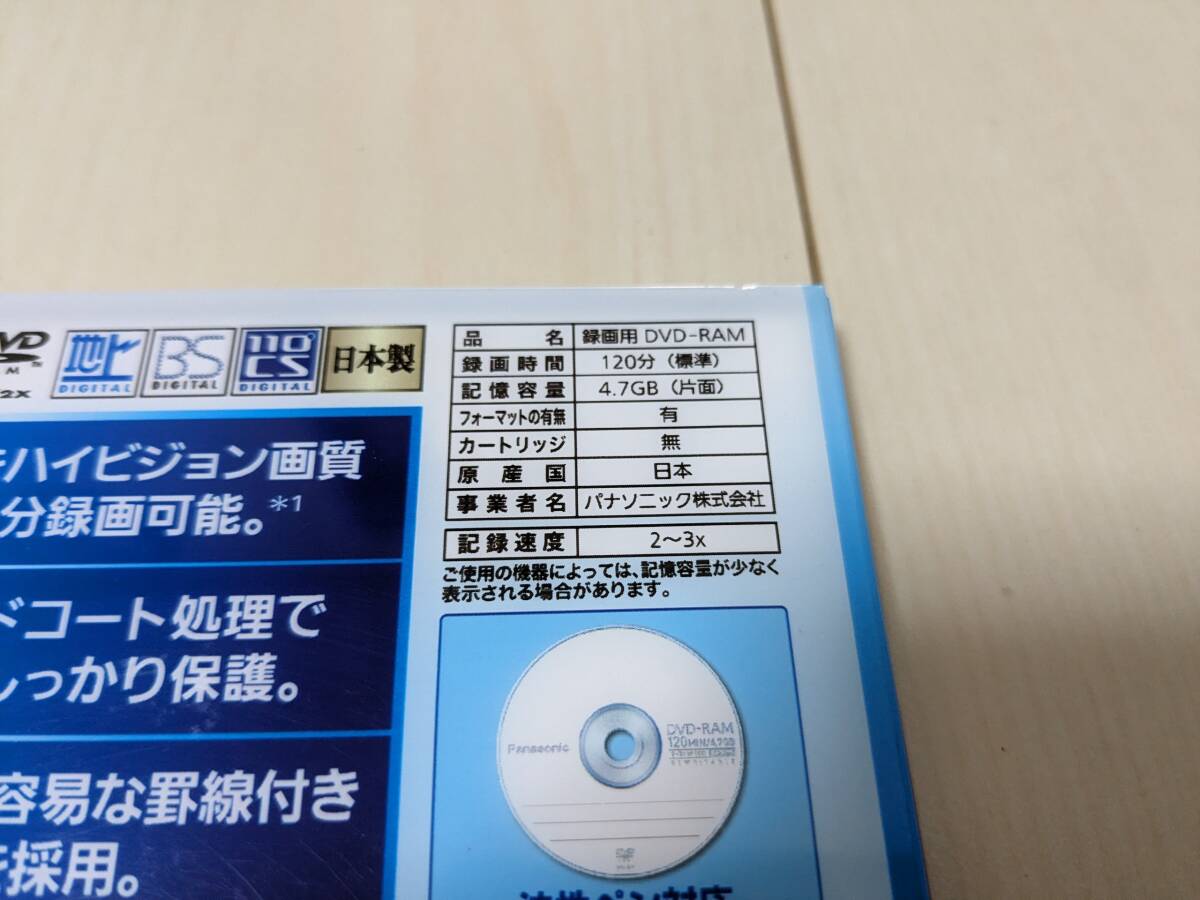 VD
M
2X
地上
DIGITAL
BS
DIGITAL
110°
CS
DIGITAL
日本製
品名 録画用 DVD-RAM
録画時間 120分（標準）
記憶容量 4.7GB（片面）
フォーマットの有無 有
カートリッジ 無
原産国 日本
事業者名 パナソニック株式会社
記録速度 2〜3x
ご使用の機器によっては、記憶容量が少なく
表示される場合があります。
ハイビジョン画質
分録画可能。*1
ドコート処理で
しっかり保護。
容易な罫線付き
採用。
Panasonic
DVD-RAM
120MIN/4.7GB
油性ペン対応